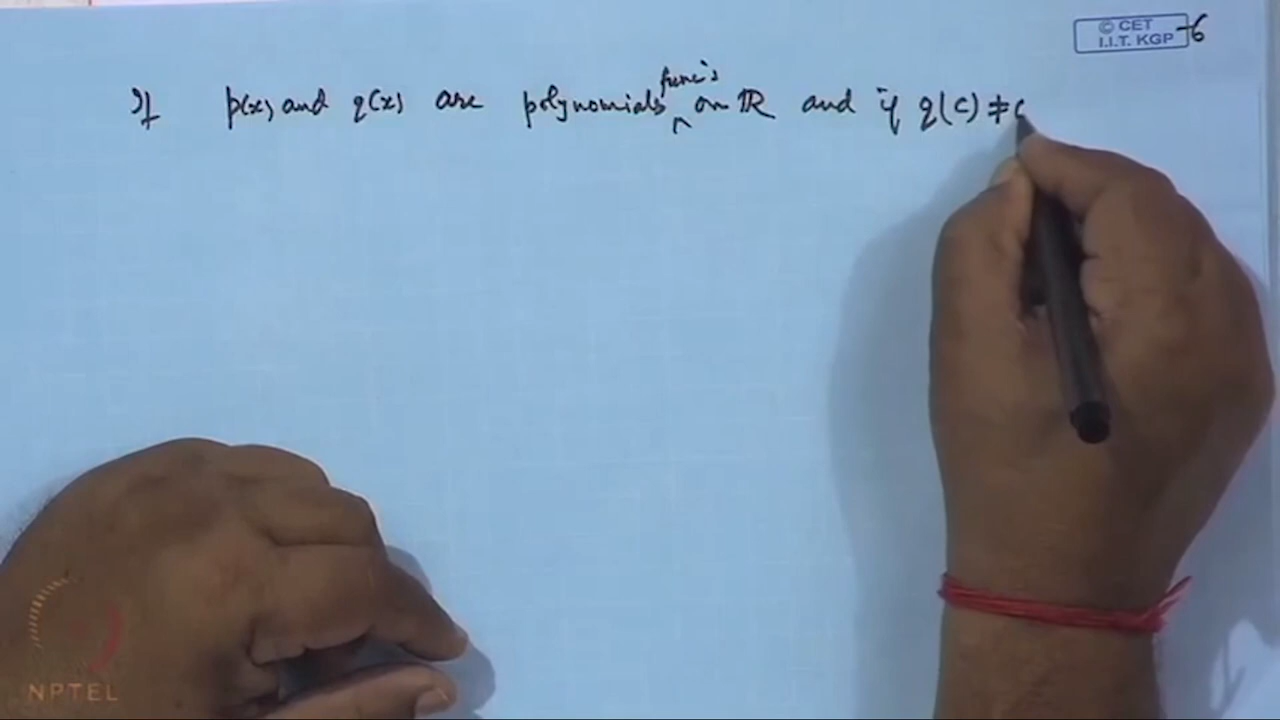 © CET
I.I.T. KGP
-6
If p(x) and q(x) are polynomials func's on ℝ and if q(c) ≠
NPTEL